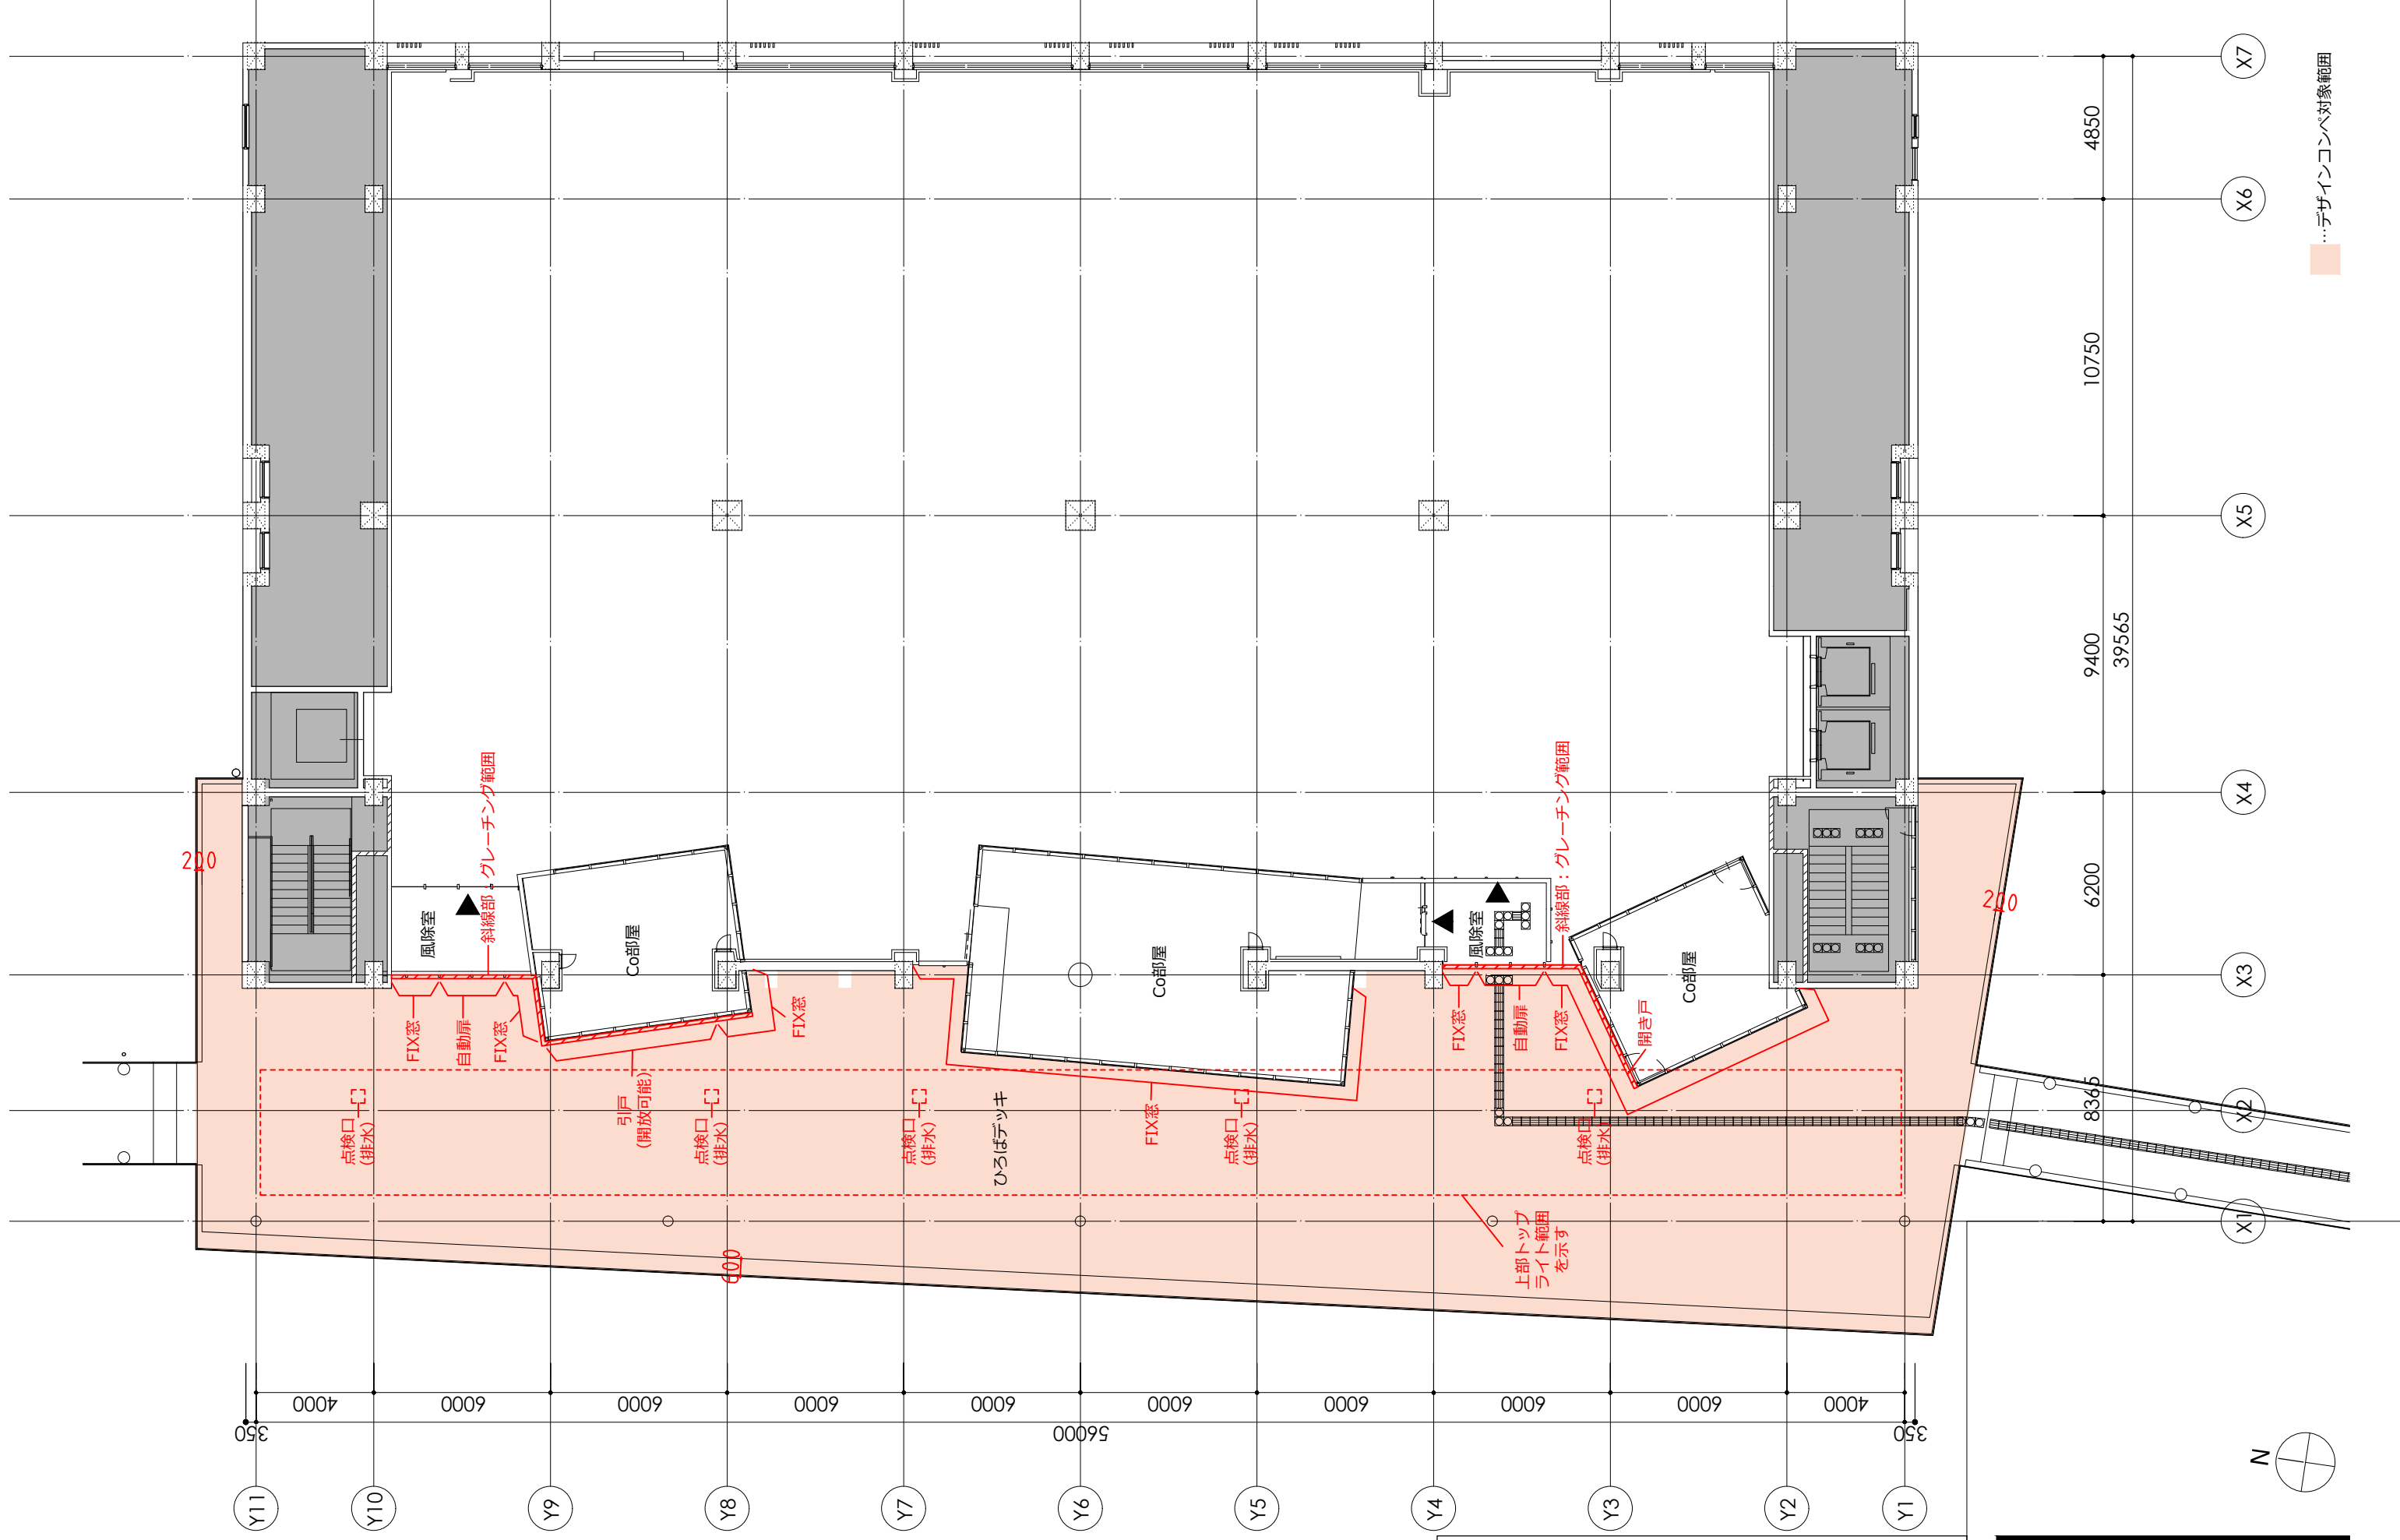 X7
X6
X5
X4
X3
X2
X1
4850
10750
9400
6200
8365
39565
…デザインコンペ対象範囲
200
200
600
風除室
斜線部：グレーチング範囲
Co部屋
Co部屋
風除室
斜線部：グレーチング範囲
Co部屋
FIX窓
自動扉
FIX窓
引戸
（開放可能）
FIX窓
FIX窓
FIX窓
自動扉
FIX窓
開き戸
点検口
（排水）
点検口
（排水）
点検口
（排水）
点検口
（排水）
点検口
（排水）
ひろばデッキ
上部トップ
ライト範囲
を示す
4000
6000
6000
6000
6000
6000
6000
6000
6000
4000
350
56000
350
Y11
Y10
Y9
Y8
Y7
Y6
Y5
Y4
Y3
Y2
Y1
N